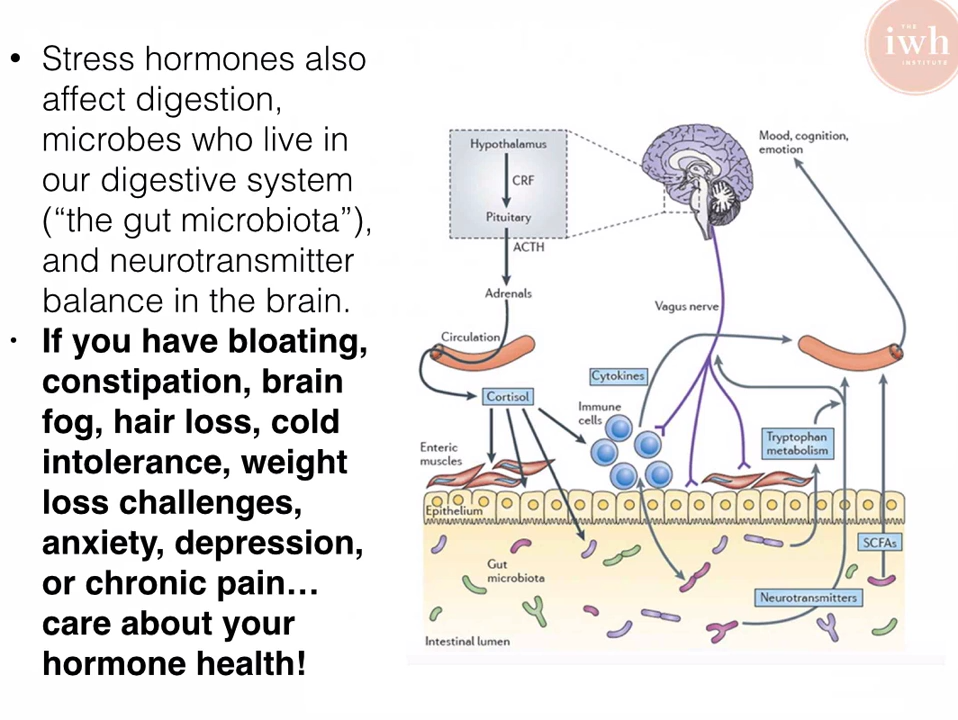 • Stress hormones also
affect digestion,
microbes who live in
our digestive system
(“the gut microbiota”),
and neurotransmitter
balance in the brain.
• If you have bloating,
constipation, brain
fog, hair loss, cold
intolerance, weight
loss challenges,
anxiety, depression,
or chronic pain…
care about your
hormone health!
THE
iwh
INSTITUTE
Hypothalamus
CRF
Pituitary
ACTH
Adrenals
Circulation
Cortisol
Enteric
muscles
Epithelium
Mood, cognition,
emotion
Vagus nerve
Cytokines
Immune
cells
Tryptophan
metabolism
SCFAs
Gut
microbiota
Neurotransmitters
Intestinal lumen